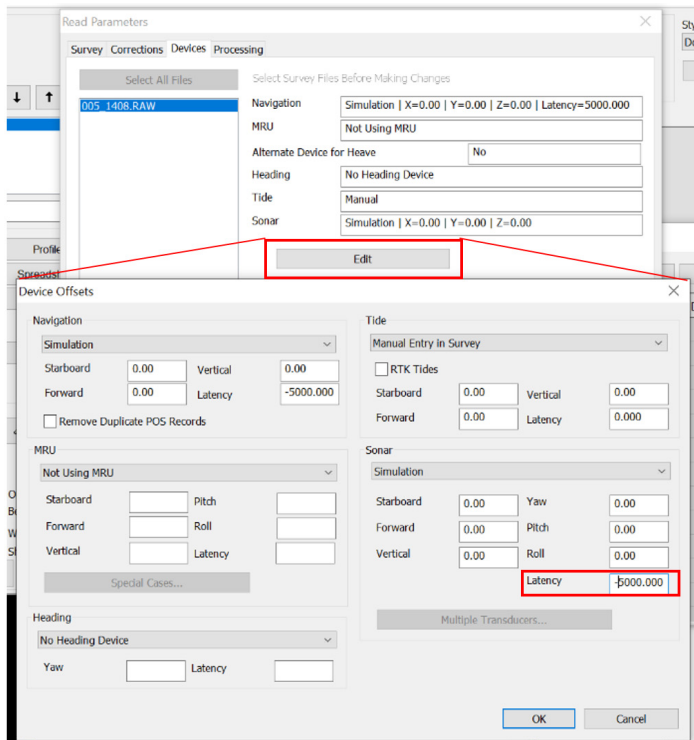 Read Parameters
Sty
Survey Corrections Devices Processing
Select All Files
Select Survey Files Before Making Changes
005_1408.RAW
Navigation Simulation | X=0.00 | Y=0.00 | Z=0.00 | Latency=5000.000
MRU Not Using MRU
Alternate Device for Heave No
Heading No Heading Device
Tide Manual
Sonar Simulation | X=0.00 | Y=0.00 | Z=0.00
Profile
Edit
Spreadsh
Device Offsets
Navigation
Simulation
Starboard 0.00 Vertical 0.00
Forward 0.00 Latency -5000.000
Remove Duplicate POS Records
Tide
Manual Entry in Survey
RTK Tides
Starboard 0.00 Vertical 0.00
Forward 0.00 Latency 0.000
MRU
Not Using MRU
Starboard Pitch
Forward Roll
Vertical Latency
Special Cases...
Sonar
Simulation
Starboard 0.00 Yaw 0.00
Forward 0.00 Pitch 0.00
Vertical 0.00 Roll 0.00
Latency -5000.000
Multiple Transducers...
Heading
No Heading Device
Yaw Latency
OK Cancel